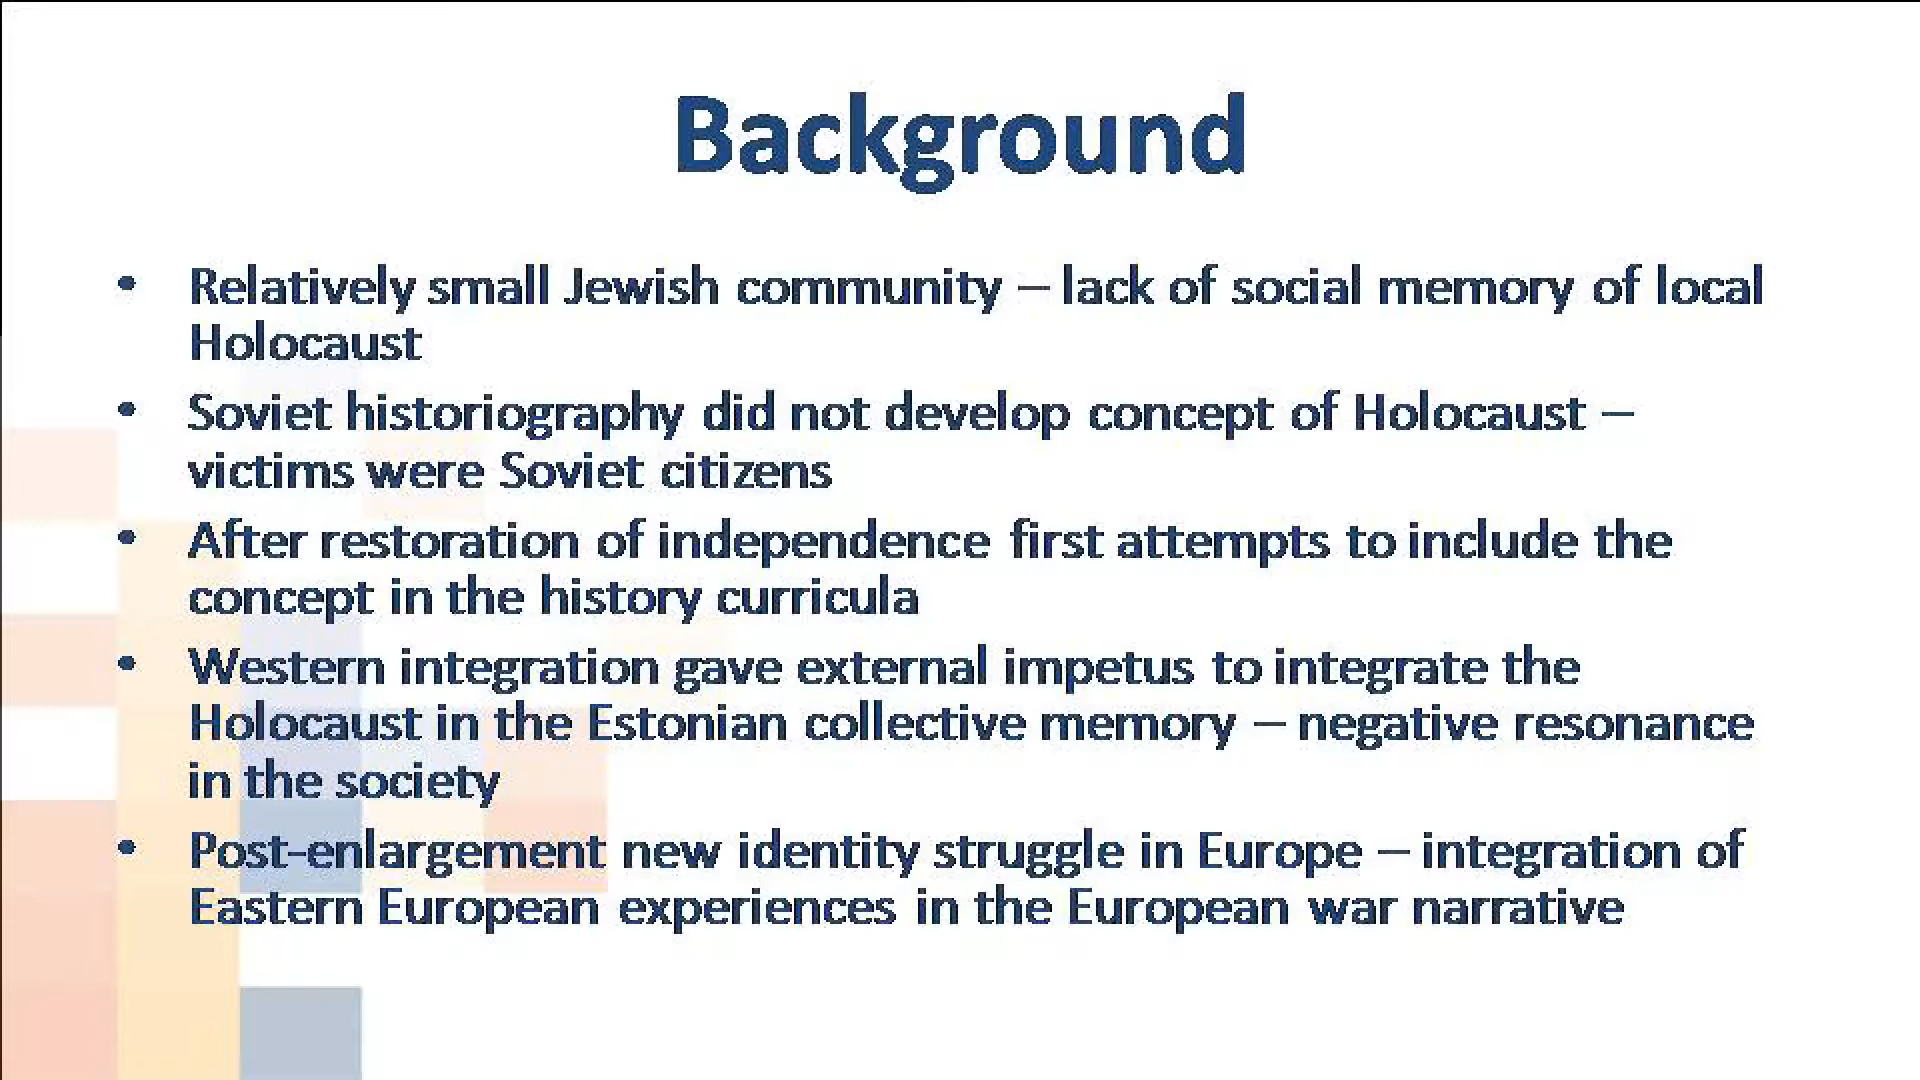 Background
• Relatively small Jewish community – lack of social memory of local
Holocaust
• Soviet historiography did not develop concept of Holocaust –
victims were Soviet citizens
• After restoration of independence first attempts to include the
concept in the history curricula
• Western integration gave external impetus to integrate the
Holocaust in the Estonian collective memory – negative resonance
in the society
• Post-enlargement new identity struggle in Europe – integration of
Eastern European experiences in the European war narrative